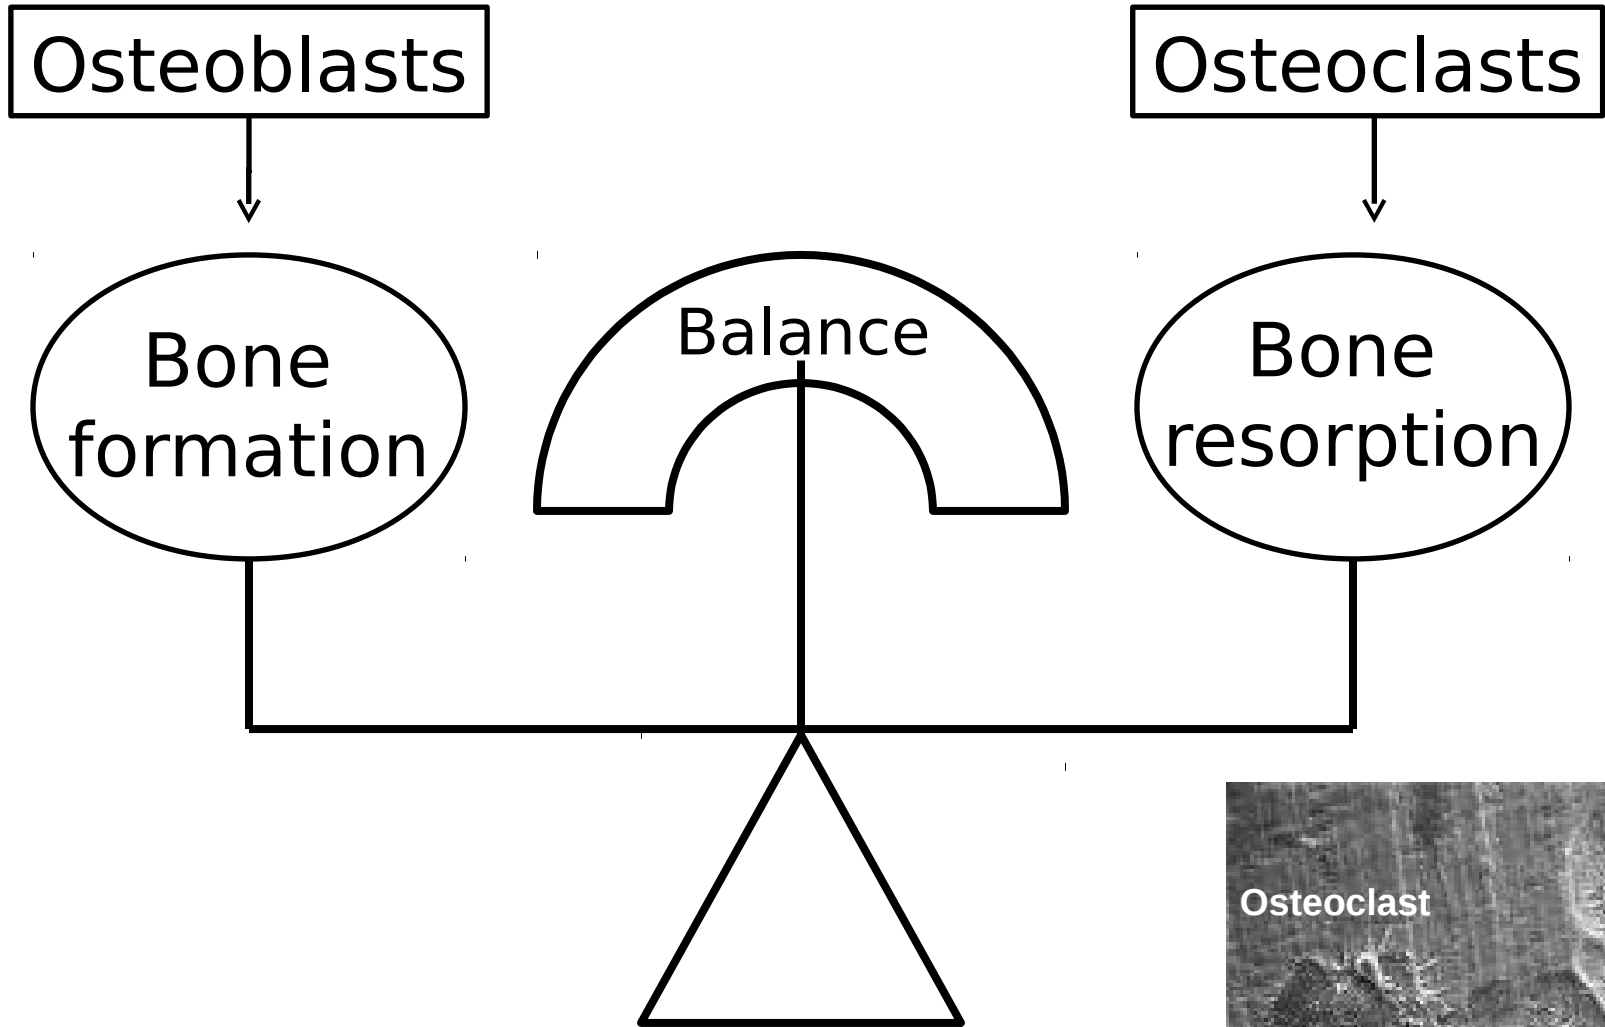 Osteoblasts
Osteoclasts
Bone
formation
Balance
Bone
resorption
Osteoclast